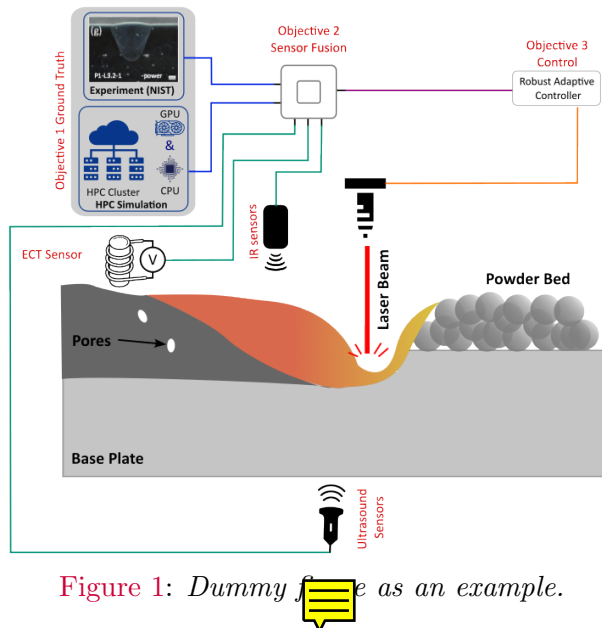 Objective 1 Ground Truth
(g)
P1-L3.2-1
-power
Experiment (NIST)
GPU
&
CPU
HPC Cluster
HPC Simulation
Objective 2
Sensor Fusion
Objective 3
Control
Robust Adaptive
Controller
ECT Sensor
V
IR sensors
Laser Beam
Powder Bed
Pores
Base Plate
Ultrasound
Sensors
Figure 1: Dummy as an example.